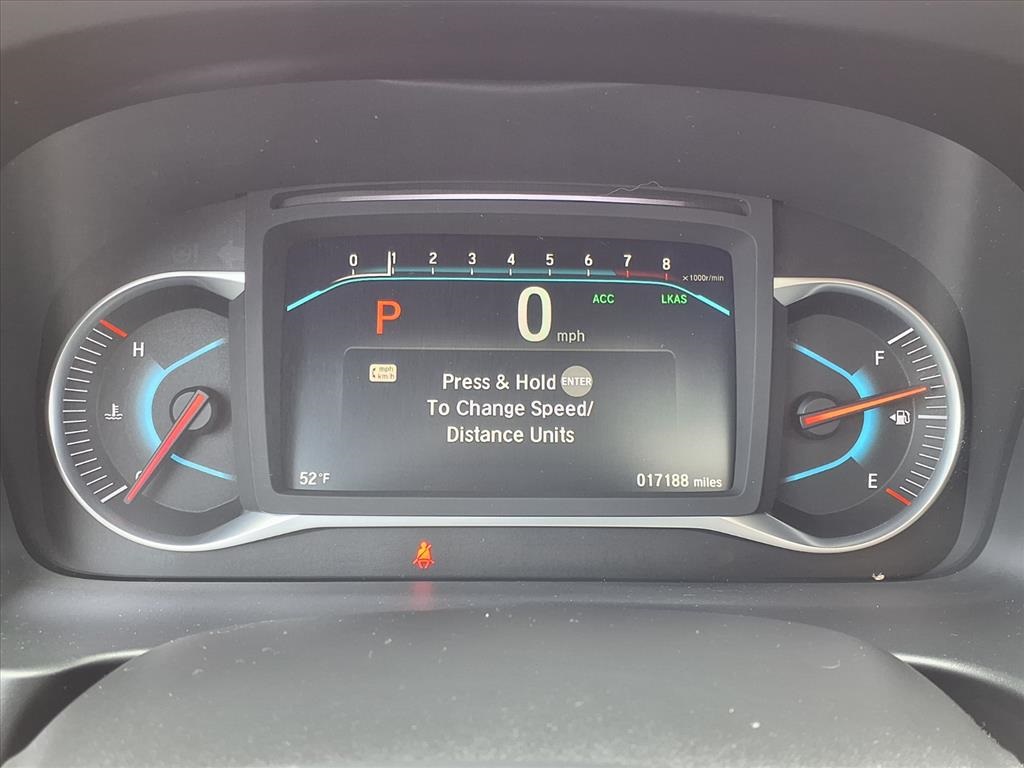 0 1 2 3 4 5 6 7 8
×1000r/min
P 0 mph ACC LKAS
H
F
mph
km/h
Press & Hold ENTER
To Change Speed/
Distance Units
E
52°F
017188 miles